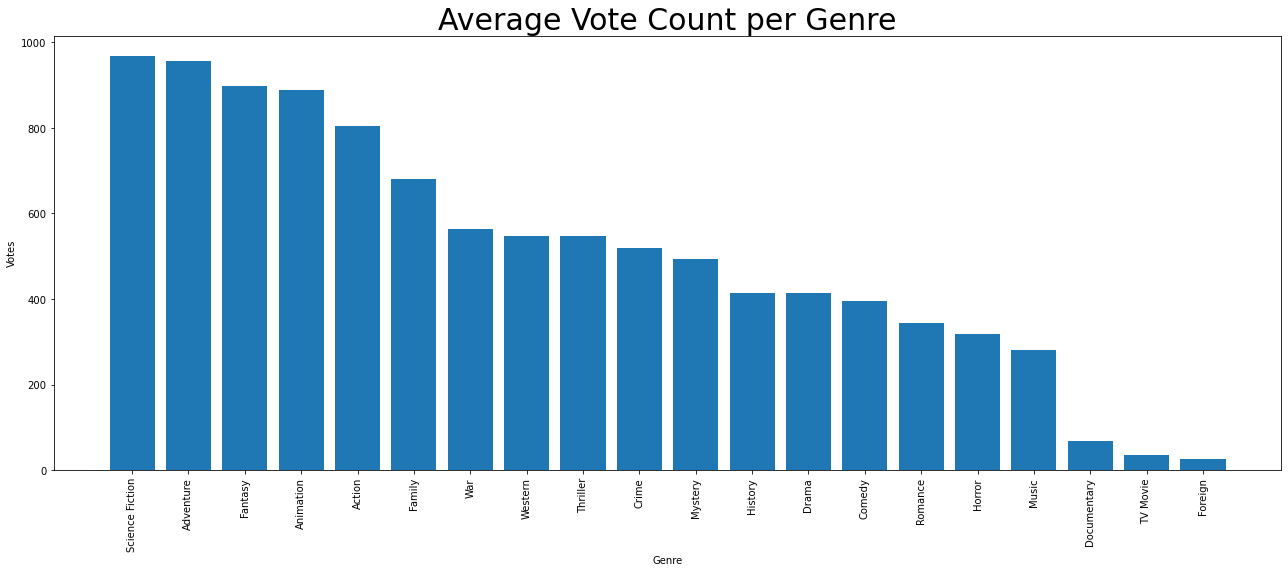 Average Vote Count per Genre
1000
800
600
400
200
0
Votes
Science Fiction
Adventure
Fantasy
Animation
Action
Family
War
Western
Thriller
Crime
Mystery
History
Drama
Comedy
Romance
Horror
Music
Documentary
TV Movie
Foreign
Genre